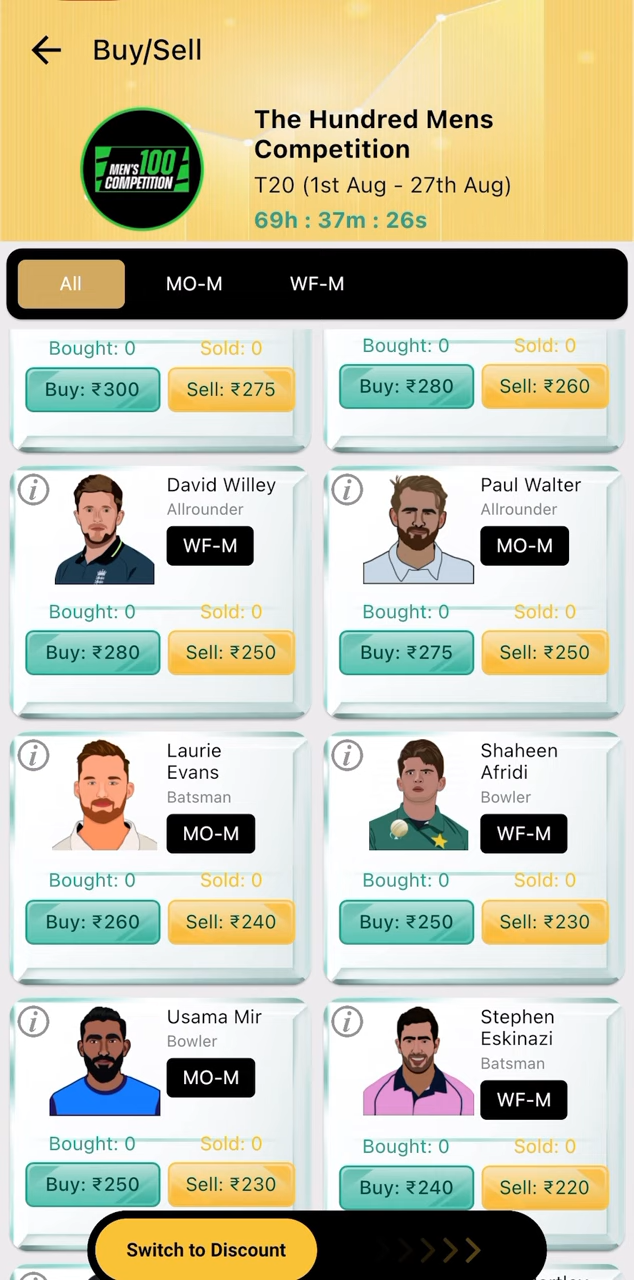 Buy/Sell
The Hundred Mens
Competition
MEN'S 100
COMPETITION
T20 (1st Aug - 27th Aug)
69h : 37m : 26s
All MO-M WF-M
Bought: 0 Sold: 0 Bought: 0 Sold: 0
Buy: ₹300 Sell: ₹275 Buy: ₹280 Sell: ₹260
i David Willey
Allrounder
WF-M
Bought: 0 Sold: 0
Buy: ₹280 Sell: ₹250
i Paul Walter
Allrounder
MO-M
Bought: 0 Sold: 0
Buy: ₹275 Sell: ₹250
i Laurie
Evans
Batsman
MO-M
Bought: 0 Sold: 0
Buy: ₹260 Sell: ₹240
i Shaheen
Afridi
Bowler
WF-M
Bought: 0 Sold: 0
Buy: ₹250 Sell: ₹230
i Usama Mir
Bowler
MO-M
Bought: 0 Sold: 0
Buy: ₹250 Sell: ₹230
i Stephen
Eskinazi
Batsman
WF-M
Bought: 0 Sold: 0
Buy: ₹240 Sell: ₹220
Switch to Discount